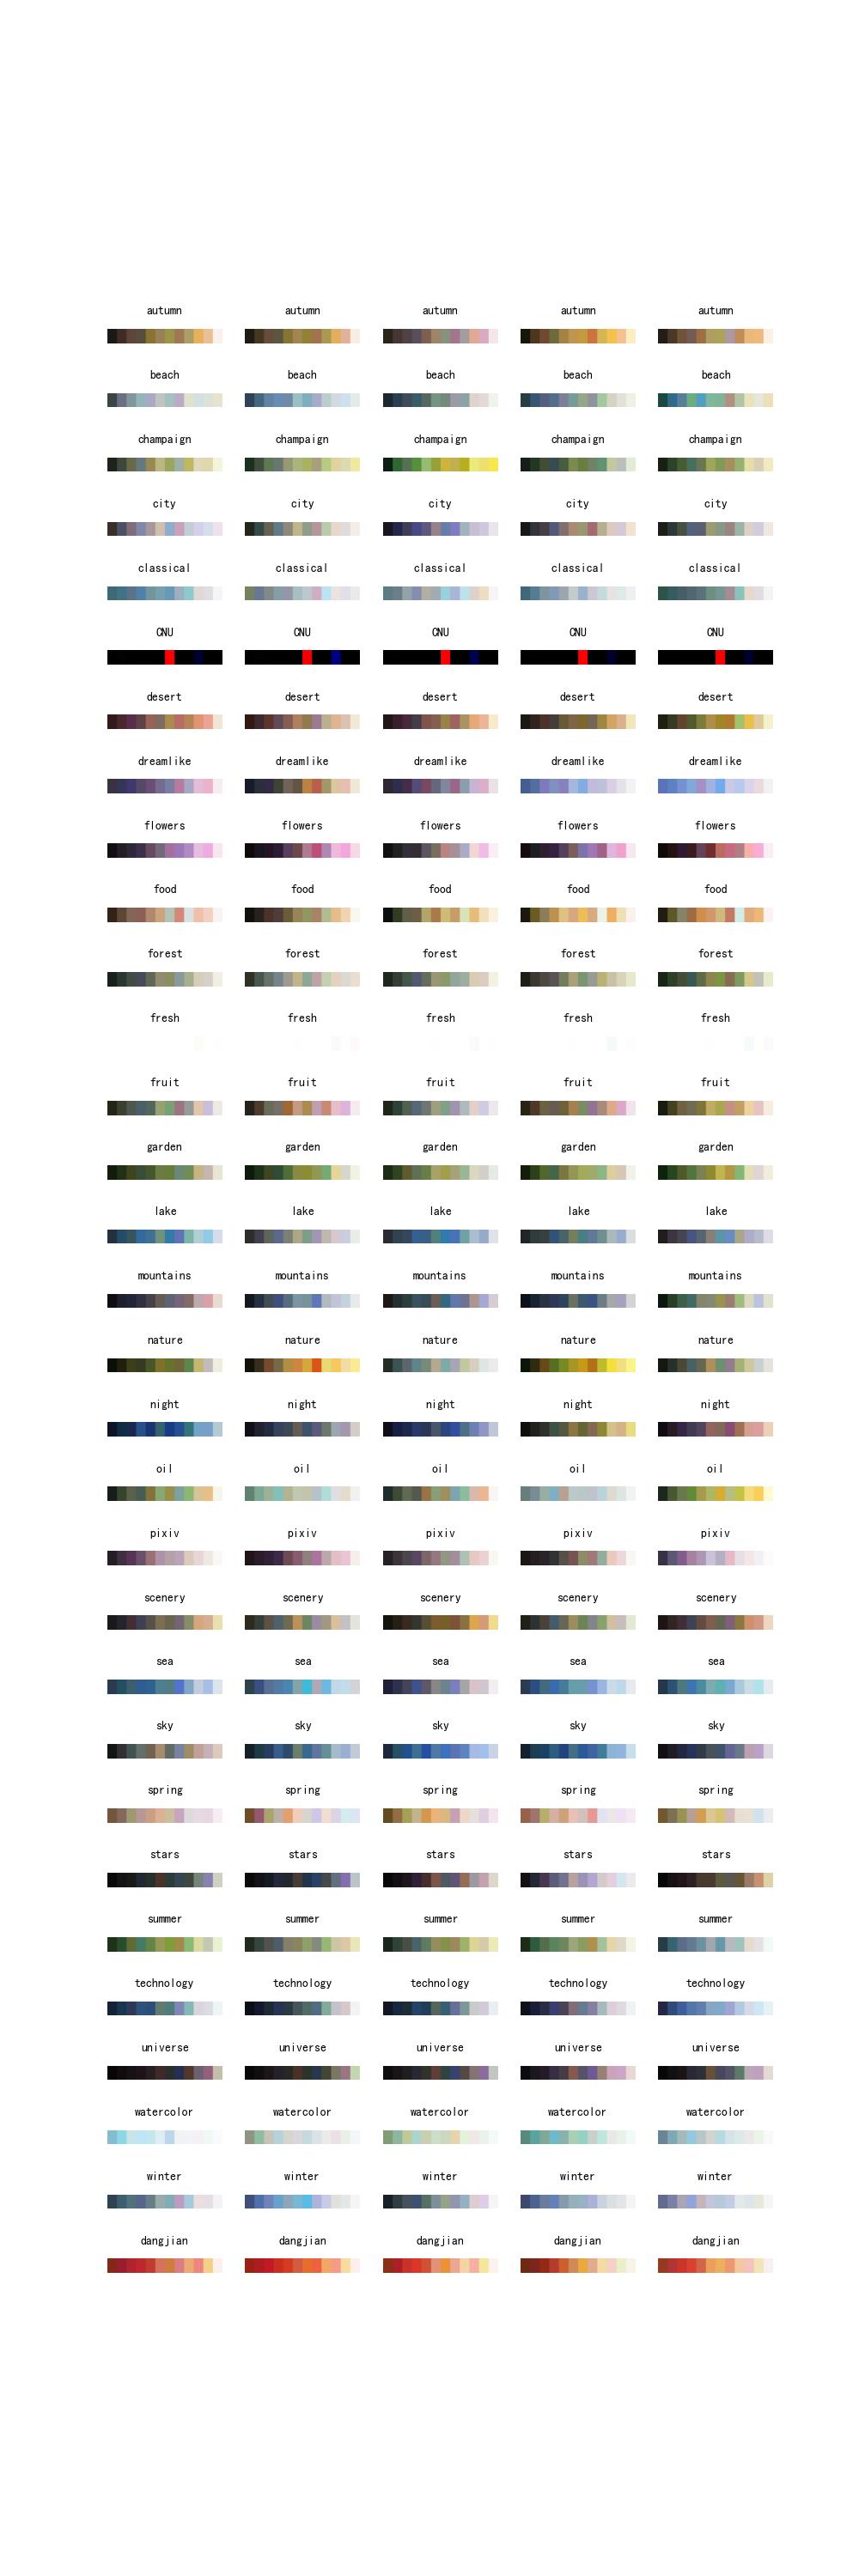 autumn autumn autumn autumn autumn
beach beach beach beach beach
champaign champaign champaign champaign champaign
city city city city city
classical classical classical classical classical
CNU CNU CNU CNU CNU
desert desert desert desert desert
dreamlike dreamlike dreamlike dreamlike dreamlike
flowers flowers flowers flowers flowers
food food food food food
forest forest forest forest forest
fresh fresh fresh fresh fresh
fruit fruit fruit fruit fruit
garden garden garden garden garden
lake lake lake lake lake
mountains mountains mountains mountains mountains
nature nature nature nature nature
night night night night night
oil oil oil oil oil
pixiv pixiv pixiv pixiv pixiv
scenery scenery scenery scenery scenery
sea sea sea sea sea
sky sky sky sky sky
spring spring spring spring spring
stars stars stars stars stars
summer summer summer summer summer
technology technology technology technology technology
universe universe universe universe universe
watercolor watercolor watercolor watercolor watercolor
winter winter winter winter winter
dangjian dangjian dangjian dangjian dangjian